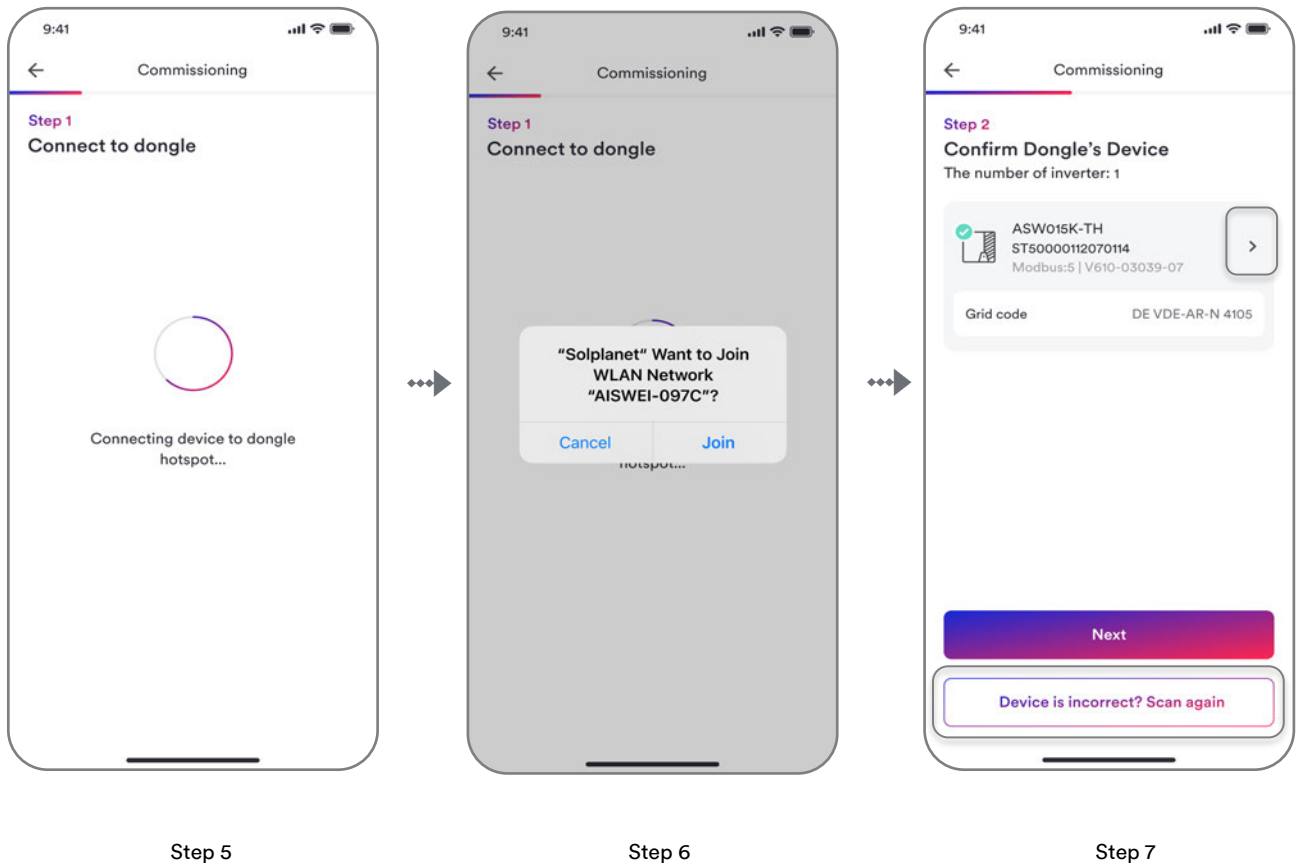 9:41
Commissioning
Step 1
Connect to dongle
Connecting device to dongle
hotspot...
Step 5
9:41
Commissioning
Step 1
Connect to dongle
"Solplanet" Want to Join
WLAN Network
"AISWEI-097C"?
Cancel Join
hotspot...
Step 6
9:41
Commissioning
Step 2
Confirm Dongle's Device
The number of inverter: 1
ASW015K-TH
ST50000112070114
Modbus:5 | V610-03039-07
Grid code DE VDE-AR-N 4105
Next
Device is incorrect? Scan again
Step 7